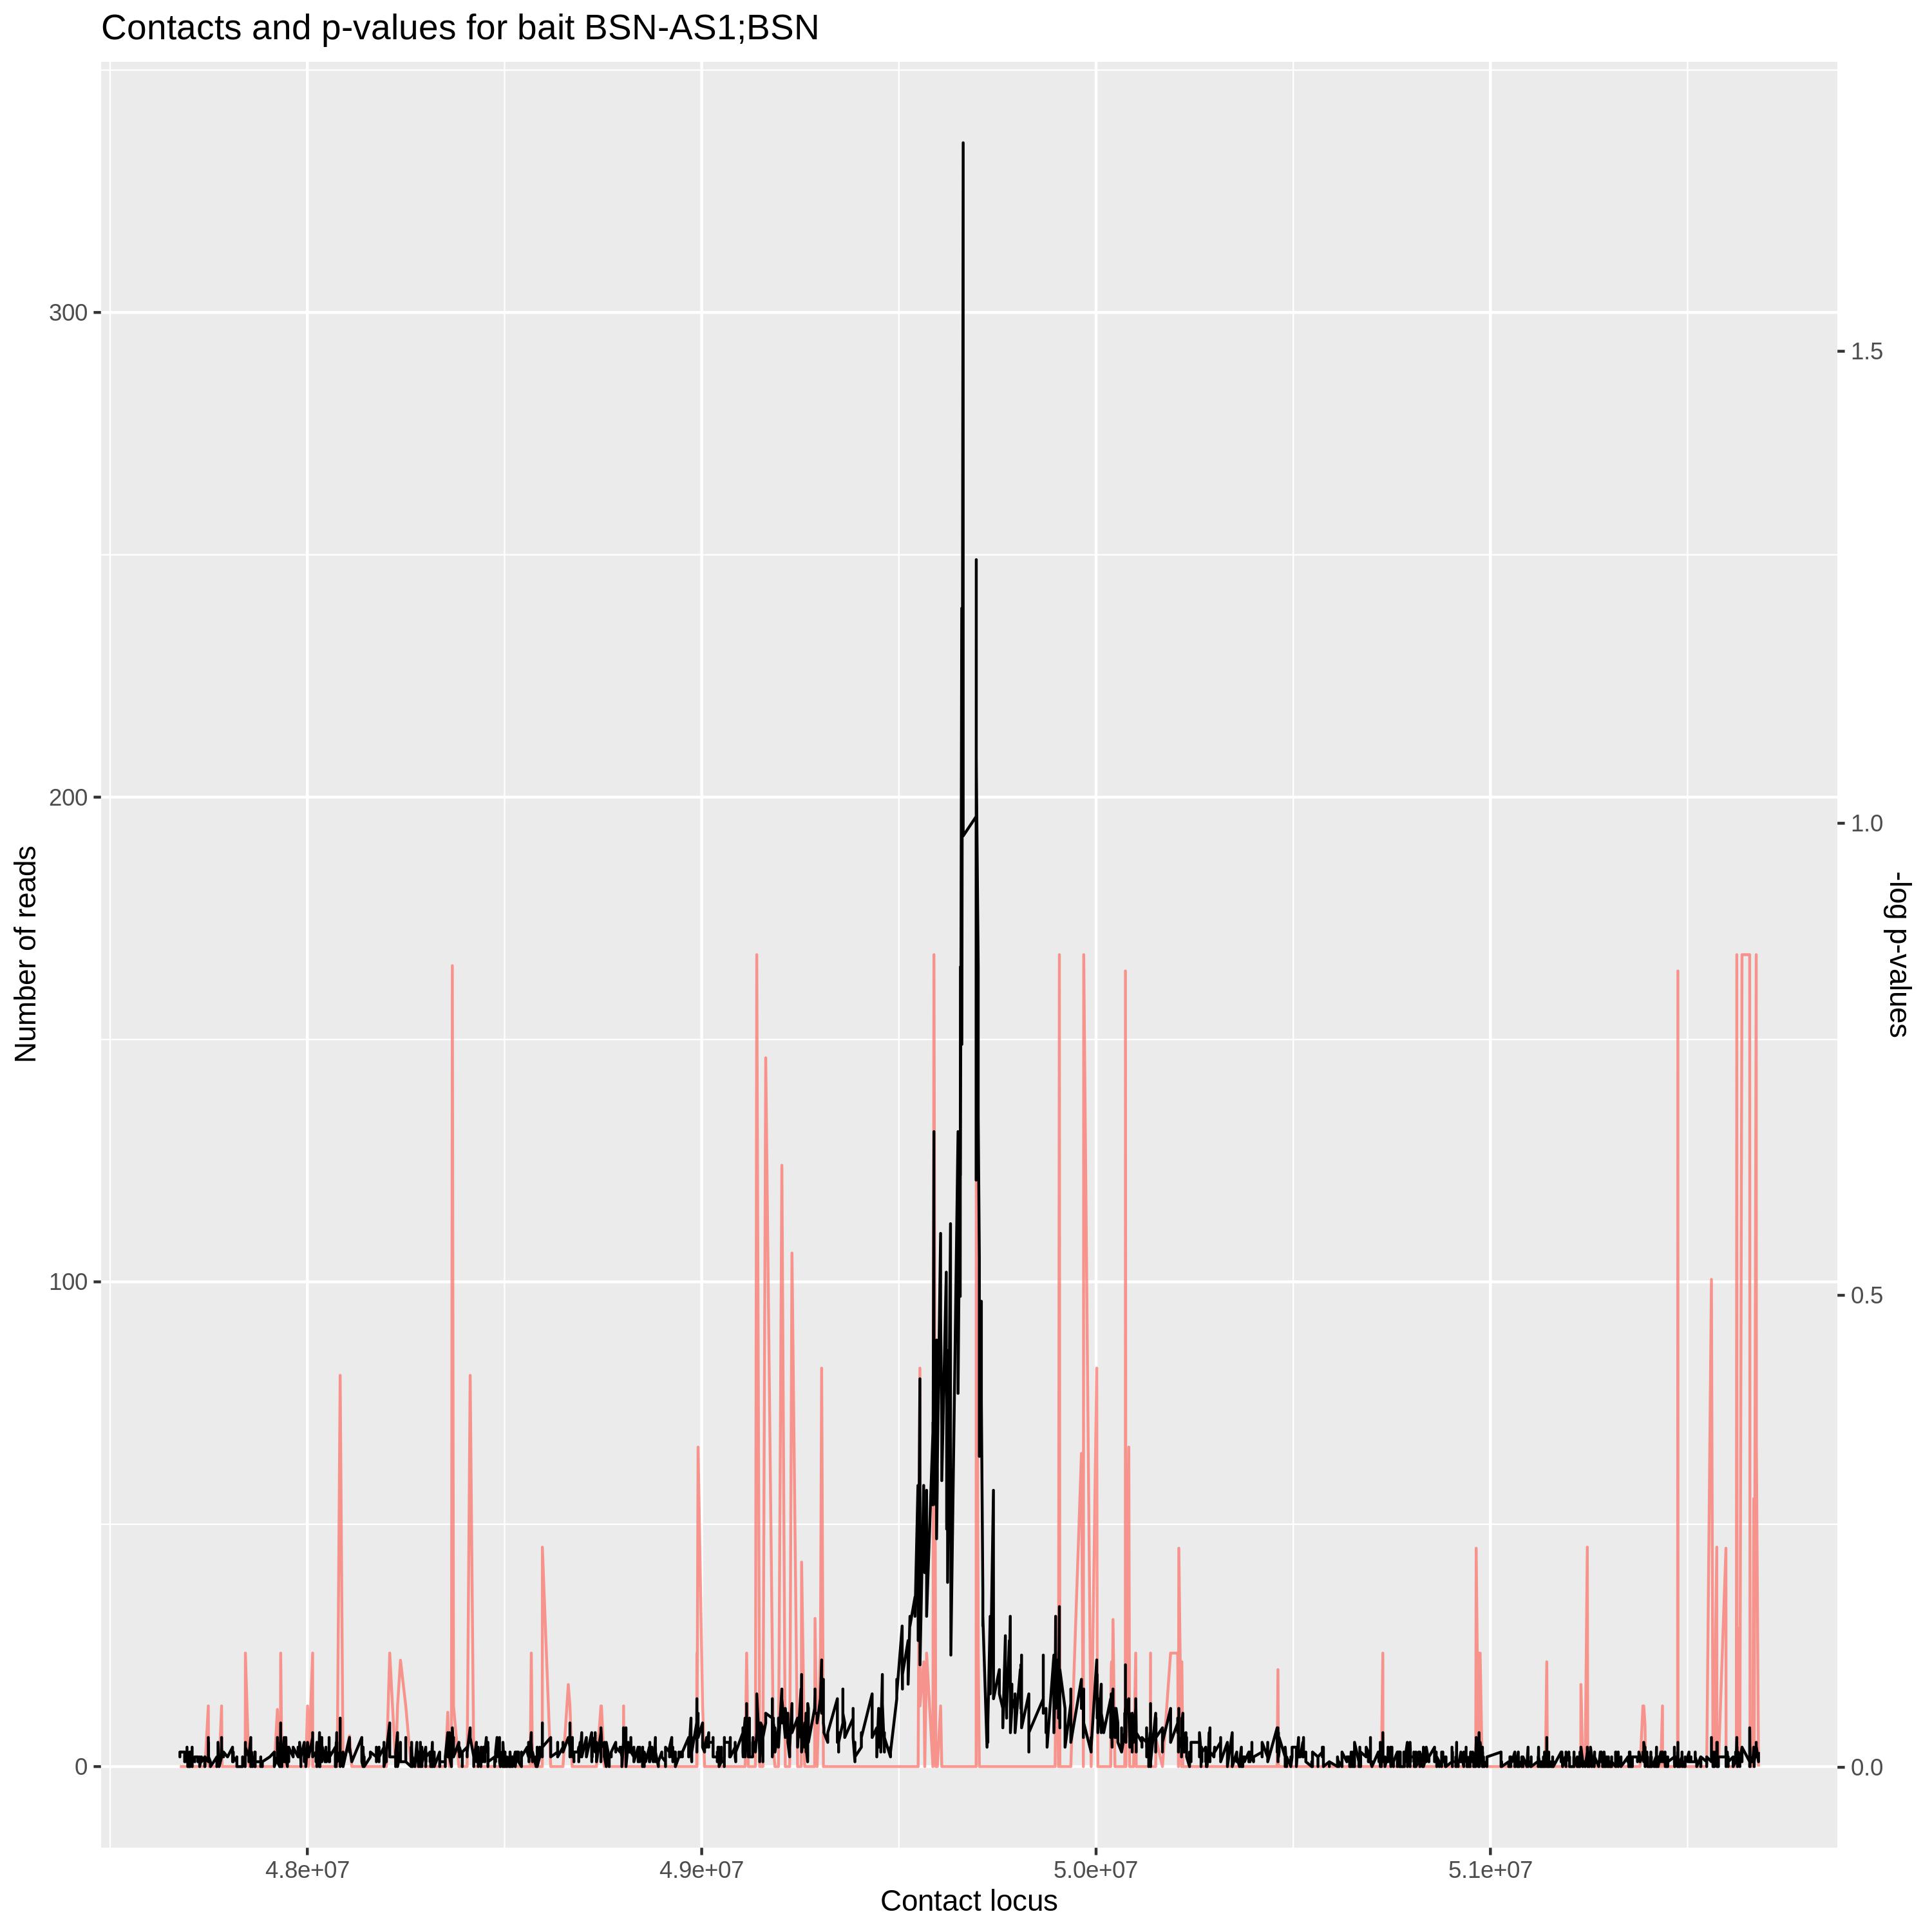 Contacts and p-values for bait BSN-AS1;BSN
300
200
100
0
Number of reads
1.5
1.0
0.5
0.0
-log p-values
4.8e+07
4.9e+07
5.0e+07
5.1e+07
Contact locus